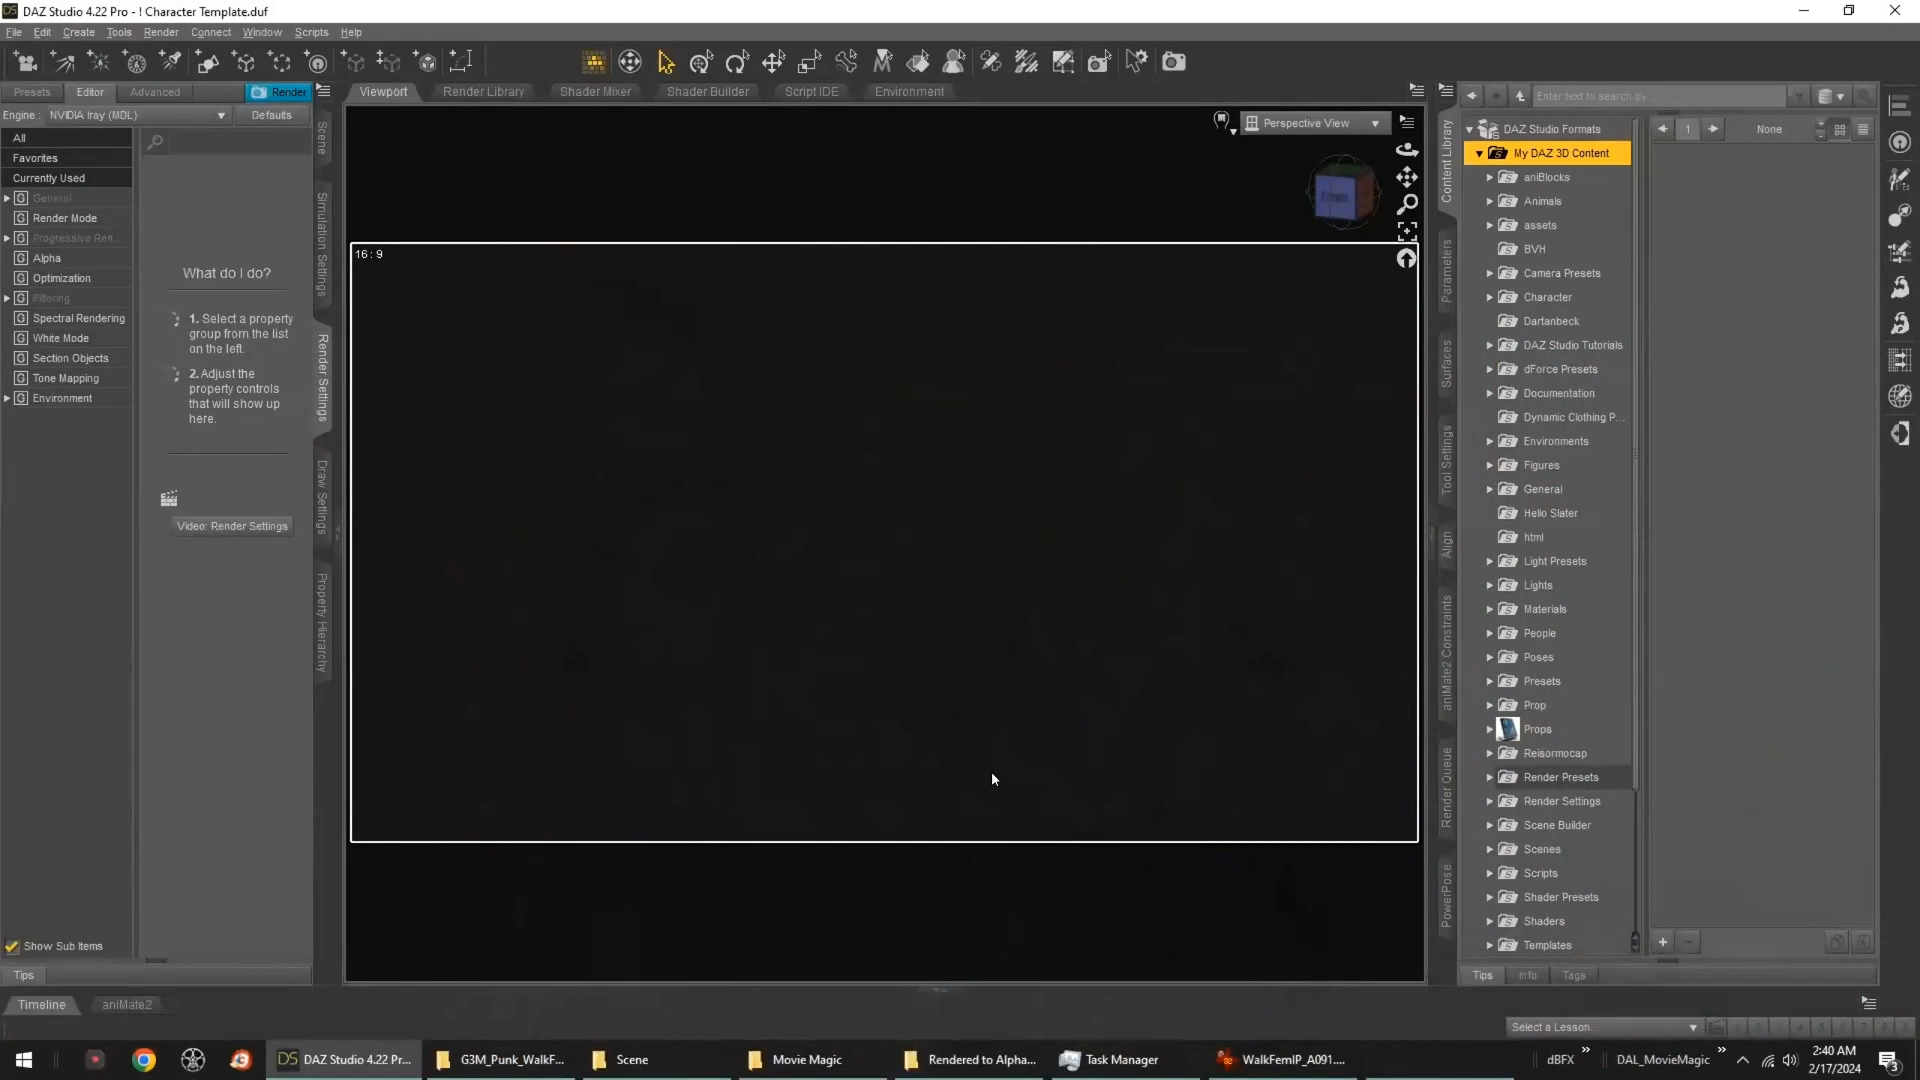 DAZ Studio 4.22 Pro - ! Character Template.duf
File Edit Create Tools Render Connect Window Scripts Help
Presets Editor Advanced Render
Viewport Render Library Shader Mixer Shader Builder Script IDE Environment
Enter text to search by ...
Engine : NVIDIA Iray (MDL) Defaults
All
Favorites
Currently Used
General
Render Mode
Progressive Ren...
Alpha
Optimization
Filtering
Spectral Rendering
White Mode
Section Objects
Tone Mapping
Environment
Show Sub Items
Tips
What do I do?
1. Select a property
group from the list
on the left.
2. Adjust the
property controls
that will show up
here.
Video: Render Settings
Scene
Simulation Settings
Render Settings
Draw Settings
Property Hierarchy
Perspective View
16 : 9
Content Library
Parameters
Surfaces
Tool Settings
Align
aniMate2 Constraints
Render Queue
PowerPose
DAZ Studio Formats
My DAZ 3D Content
aniBlocks
Animals
assets
BVH
Camera Presets
Character
Dartanbeck
DAZ Studio Tutorials
dForce Presets
Documentation
Dynamic Clothing P...
Environments
Figures
General
Hello Slater
html
Light Presets
Lights
Materials
People
Poses
Presets
Prop
Props
Reisormocap
Render Presets
Render Settings
Scene Builder
Scenes
Scripts
Shader Presets
Shaders
Templates
1 None
Tips Info Tags
Timeline aniMate2
Select a Lesson...
DAZ Studio 4.22 Pr... G3M_Punk_WalkF... Scene Movie Magic Rendered to Alpha... Task Manager WalkFemIP_A091.... dBFX DAL_MovieMagic
2:40 AM
2/17/2024
3